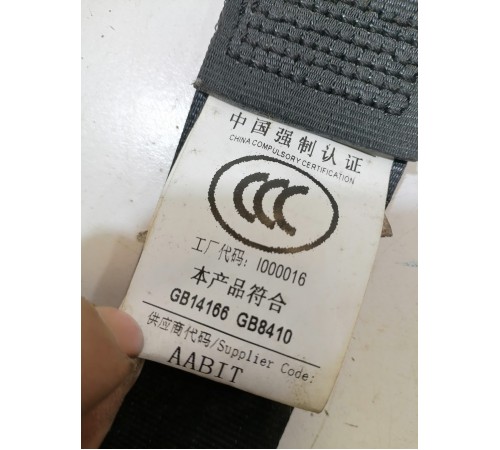 中国强制认证
CHINA COMPULSORY CERTIFICATION
CCC
工厂代码: I000016
本产品符合
GB14166 GB8410
供应商代码/Supplier Code:
AABIT